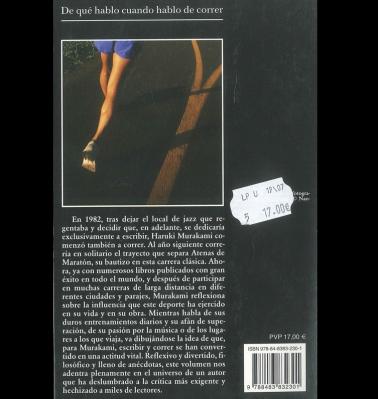 De qué hablo cuando hablo de correr
LP U 19\07
5 17.00€
En 1982, tras dejar el local de jazz que re-
gentaba y decidir que, en adelante, se dedicaría
exclusivamente a escribir, Haruki Murakami co-
menzó también a correr. Al año siguiente corre-
ría en solitario el trayecto que separa Atenas de
Maratón, su bautizo en esta carrera clásica. Aho-
ra, ya con numerosos libros publicados con gran
éxito en todo el mundo, y después de participar
en muchas carreras de larga distancia en dife-
rentes ciudades y parajes, Murakami reflexiona
sobre la influencia que este deporte ha ejercido
en su vida y en su obra. Mientras habla de sus
duros entrenamientos diarios y su afán de supe-
ración, de su pasión por la música o de los luga-
res a los que viaja, va dibujándose la idea de que,
para Murakami, escribir y correr se han conver-
tido en una actitud vital. Reflexivo y divertido, fi-
losófico y lleno de anécdotas, este volumen nos
adentra plenamente en el universo de un autor
que ha deslumbrado a la crítica más exigente y
hechizado a miles de lectores.
PVP 17,00 €
ISBN 978-84-8383-230-1
9 788483 832301